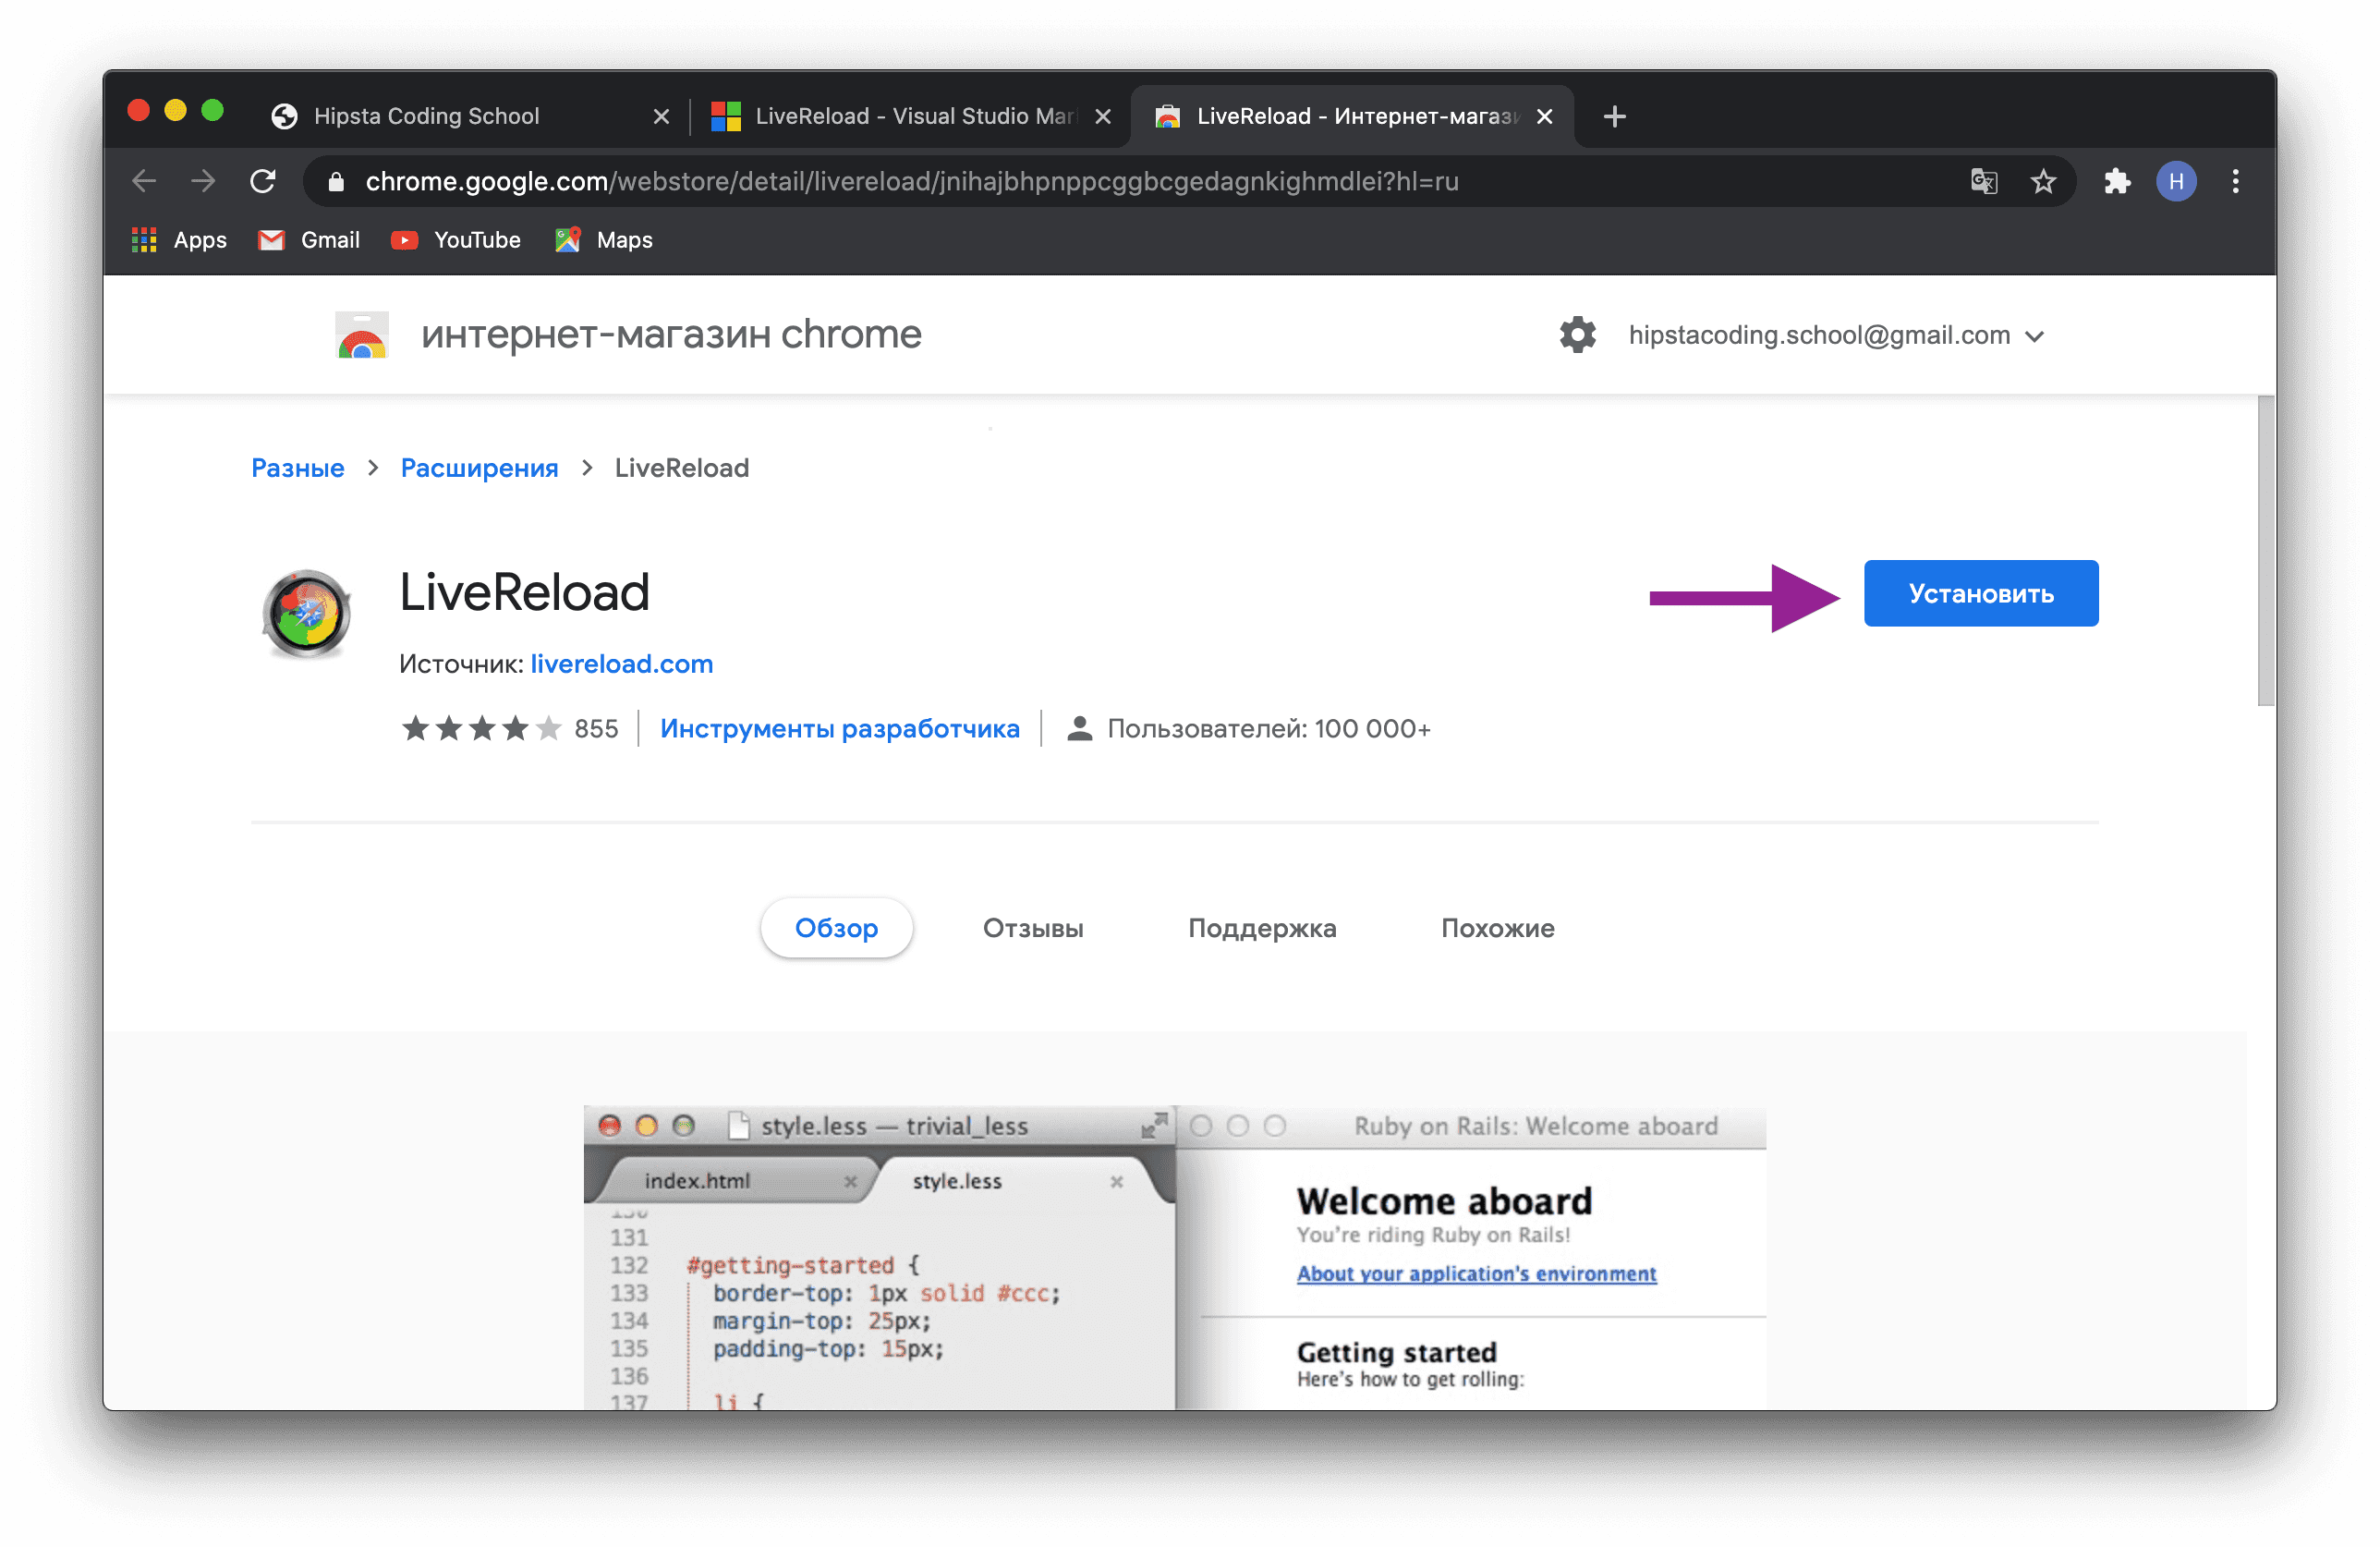 Hipsta Coding School
LiveReload - Visual Studio Mar
LiveReload - Интернет-магази
chrome.google.com/webstore/detail/livereload/jnihajbhpnppcggbcgedagnkighmdlei?hl=ru
H
Apps
Gmail
YouTube
Maps
интернет-магазин chrome
hipstacoding.school@gmail.com
Разные
Расширения
LiveReload
LiveReload
Установить
Источник: livereload.com
855
Инструменты разработчика
Пользователей: 100 000+
Обзор
Отзывы
Поддержка
Похожие
style.less — trivial_less
index.html
style.less
131
132 #getting-started {
133 border-top: 1px solid #ccc;
134 margin-top: 25px;
135 padding-top: 15px;
136
137 li {
Ruby on Rails: Welcome aboard
Welcome aboard
You're riding Ruby on Rails!
About your application's environment
Getting started
Here's how to get rolling: